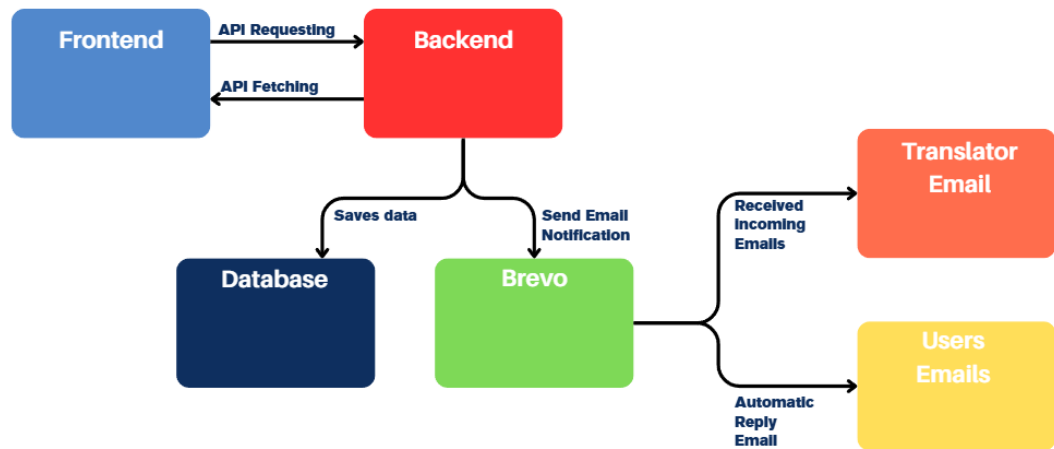 Frontend
API Requesting
Backend
API Fetching
Translator
Email
Saves data
Send Email
Notification
Received
Incoming
Emails
Database
Brevo
Users
Emails
Automatic
Reply
Email